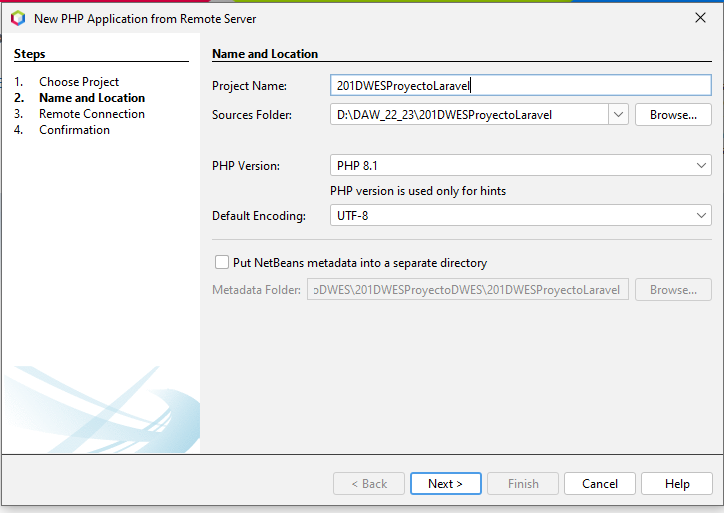 New PHP Application from Remote Server
Steps
1. Choose Project
2. Name and Location
3. Remote Connection
4. Confirmation
Name and Location
Project Name: 201DWESProyectoLaravel
Sources Folder: D:\DAW_22_23\201DWESProyectoLaravel Browse...
PHP Version: PHP 8.1
PHP version is used only for hints
Default Encoding: UTF-8
Put NetBeans metadata into a separate directory
Metadata Folder: oDWES\201DWESProyectoDWES\201DWESProyectoLaravel Browse...
< Back Next > Finish Cancel Help